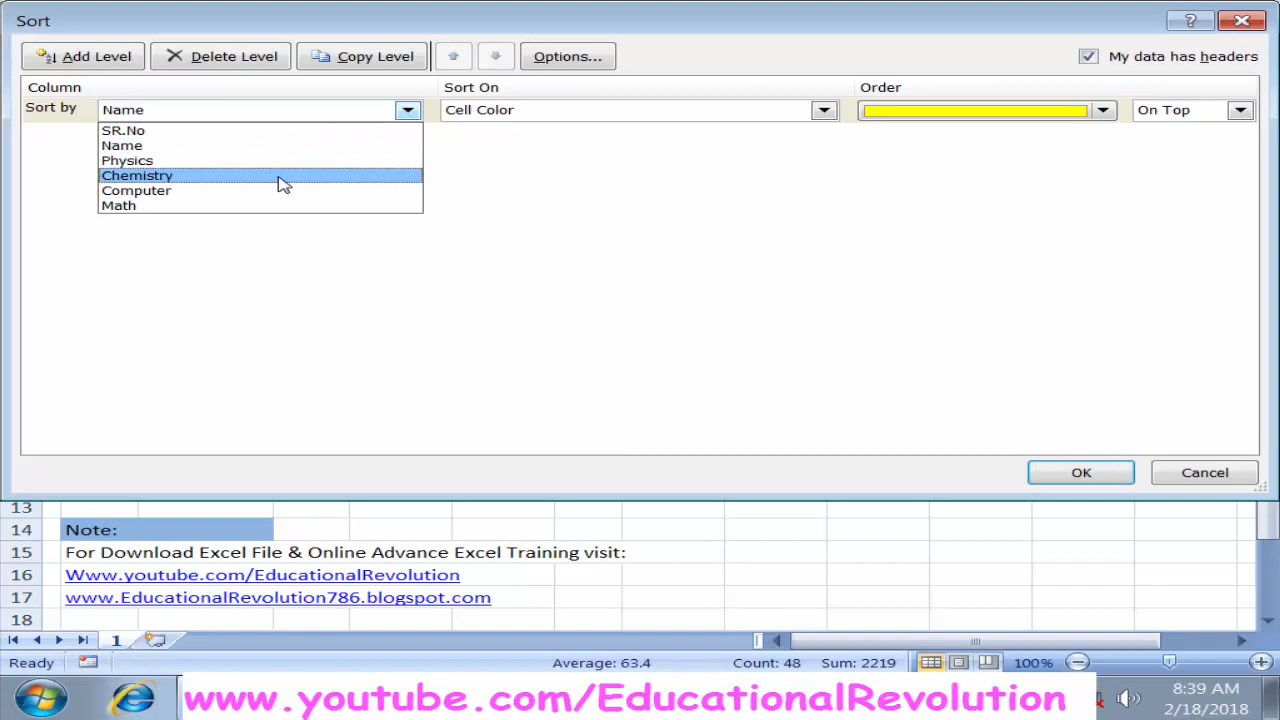 Sort
Add Level Delete Level Copy Level Options... My data has headers
Column Sort On Order
Sort by Name Cell Color On Top
SR.No
Name
Physics
Chemistry
Computer
Math
OK Cancel
13
14 Note:
15 For Download Excel File & Online Advance Excel Training visit:
16 Www.youtube.com/EducationalRevolution
17 www.EducationalRevolution786.blogspot.com
18
1
Ready Average: 63.4 Count: 48 Sum: 2219 100%
www.youtube.com/EducationalRevolution
8:39 AM
2/18/2018